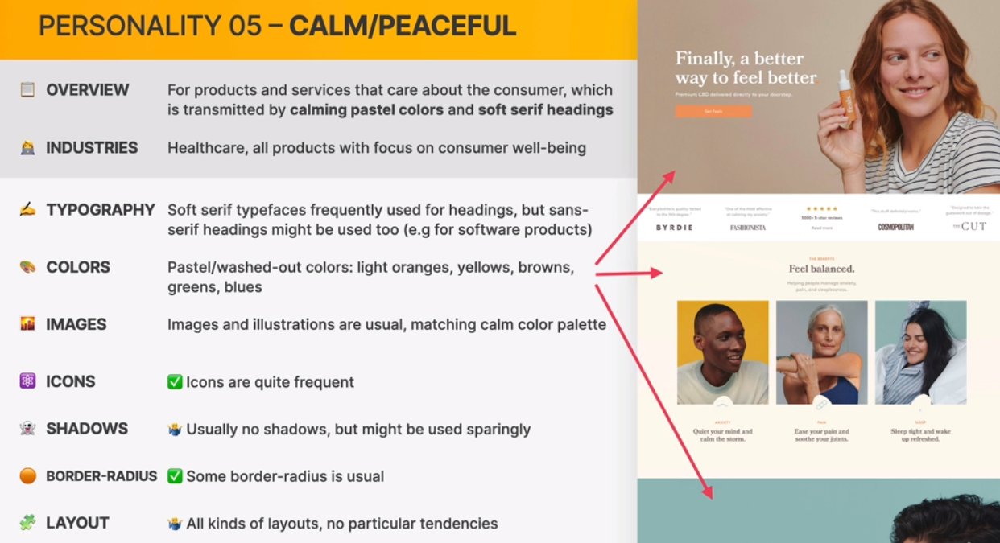 PERSONALITY 05 – CALM/PEACEFUL
OVERVIEW
For products and services that care about the consumer, which
is transmitted by calming pastel colors and soft serif headings
INDUSTRIES
Healthcare, all products with focus on consumer well-being
TYPOGRAPHY
Soft serif typefaces frequently used for headings, but sans-
serif headings might be used too (e.g for software products)
COLORS
Pastel/washed-out colors: light oranges, yellows, browns,
greens, blues
IMAGES
Images and illustrations are usual, matching calm color palette
ICONS
Icons are quite frequent
SHADOWS
Usually no shadows, but might be used sparingly
BORDER-RADIUS
Some border-radius is usual
LAYOUT
All kinds of layouts, no particular tendencies
Finally, a better
way to feel better.
Premium CBD delivered directly to your doorstep.
Get Feals
feals
"Every bottle is quality tested
to the Nth degree."
BYRDIE
"One of the most effective
at calming my anxiety."
FASHIONISTA
5000+ 5-star reviews
Read more
"This stuff definitely works."
COSMOPOLITAN
"Designed to take the
guesswork out of dosage."
THE CUT
THE BENEFITS
Feel balanced.
Helping people manage anxiety,
pain, and sleeplessness.
ANXIETY
Quiet your mind and
calm the storm.
PAIN
Ease your pain and
soothe your joints.
SLEEP
Sleep tight and wake
up refreshed.